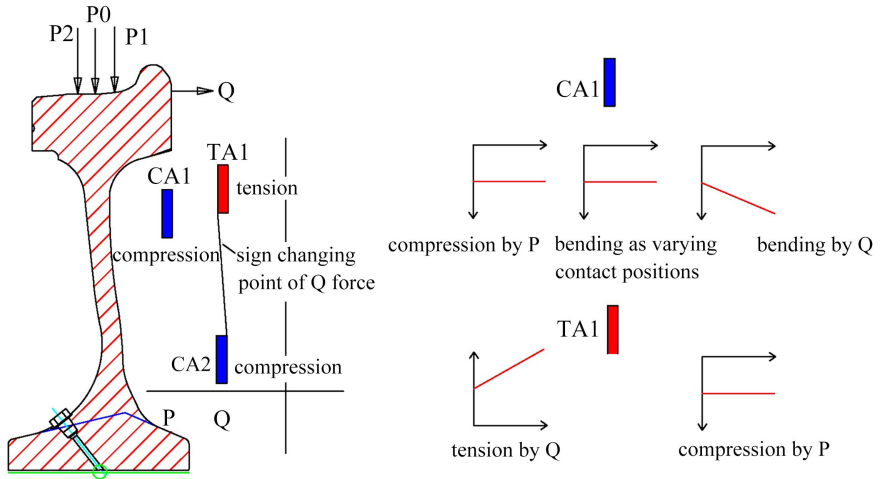 P0
P2
P1
Q
TA1
CA1
tension
compression
sign changing
point of Q force
CA2
compression
P
Q
CA1
compression by P
bending as varying
contact positions
bending by Q
TA1
tension by Q
compression by P